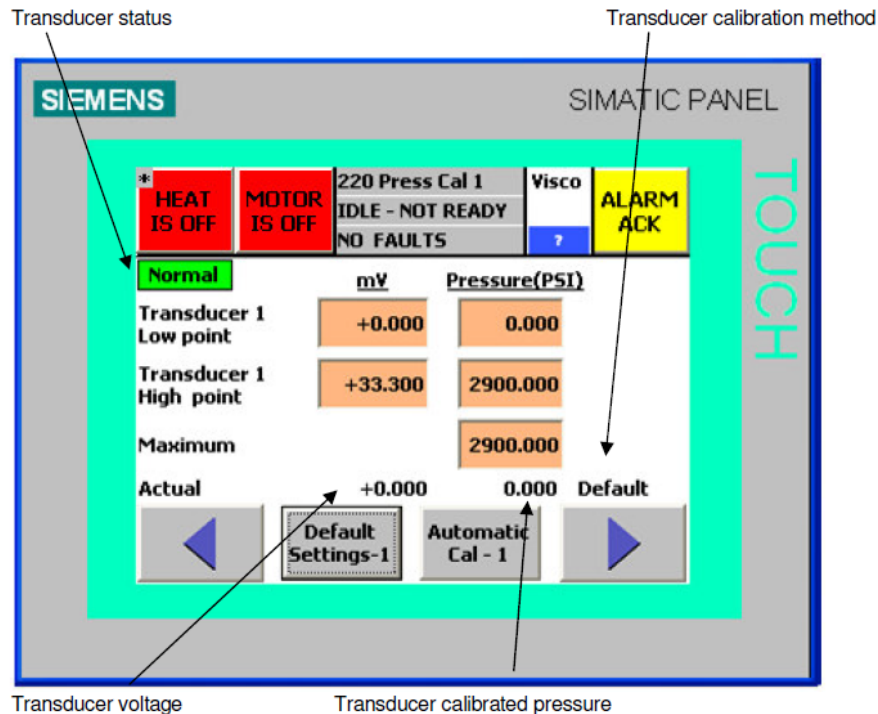 Transducer status
Transducer calibration method
SIEMENS
SIMATIC PANEL
TOUCH
*
HEAT
IS OFF
MOTOR
IS OFF
220 Press Cal 1
IDLE - NOT READY
NO FAULTS
Visco
?
ALARM
ACK
Normal
mV
Pressure(PSI)
Transducer 1
Low point
+0.000
0.000
Transducer 1
High point
+33.300
2900.000
Maximum
2900.000
Actual
+0.000
0.000
Default
Default
Settings-1
Automatic
Cal - 1
Transducer voltage
Transducer calibrated pressure